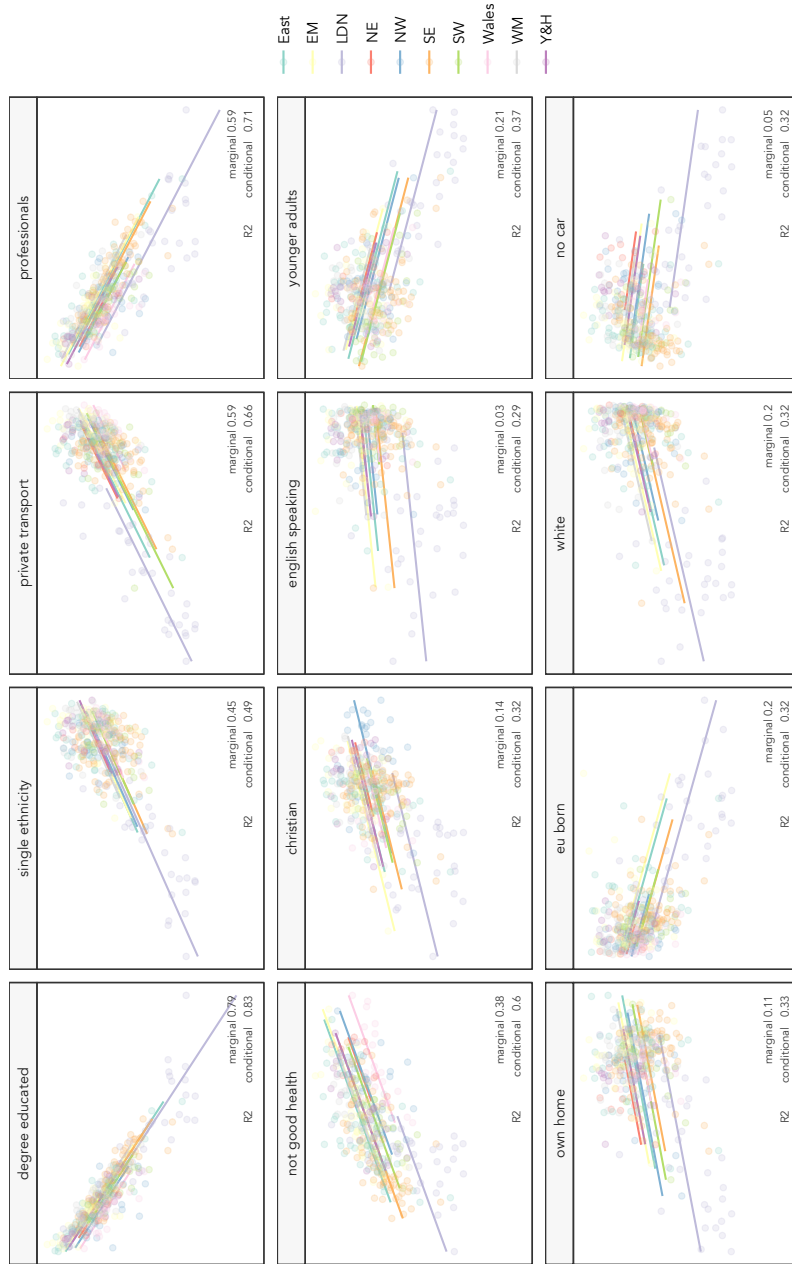 degree educated
marginal 0.79
R2 conditional 0.83
single ethnicity
marginal 0.45
R2 conditional 0.49
private transport
marginal 0.59
R2 conditional 0.66
professionals
marginal 0.59
R2 conditional 0.71
not good health
marginal 0.38
R2 conditional 0.6
christian
marginal 0.14
R2 conditional 0.32
english speaking
marginal 0.03
R2 conditional 0.29
younger adults
marginal 0.21
R2 conditional 0.37
own home
marginal 0.11
R2 conditional 0.33
eu born
marginal 0.2
R2 conditional 0.32
white
marginal 0.2
R2 conditional 0.32
no car
marginal 0.05
R2 conditional 0.32
East
EM
LDN
NE
NW
SE
SW
Wales
WM
Y&H